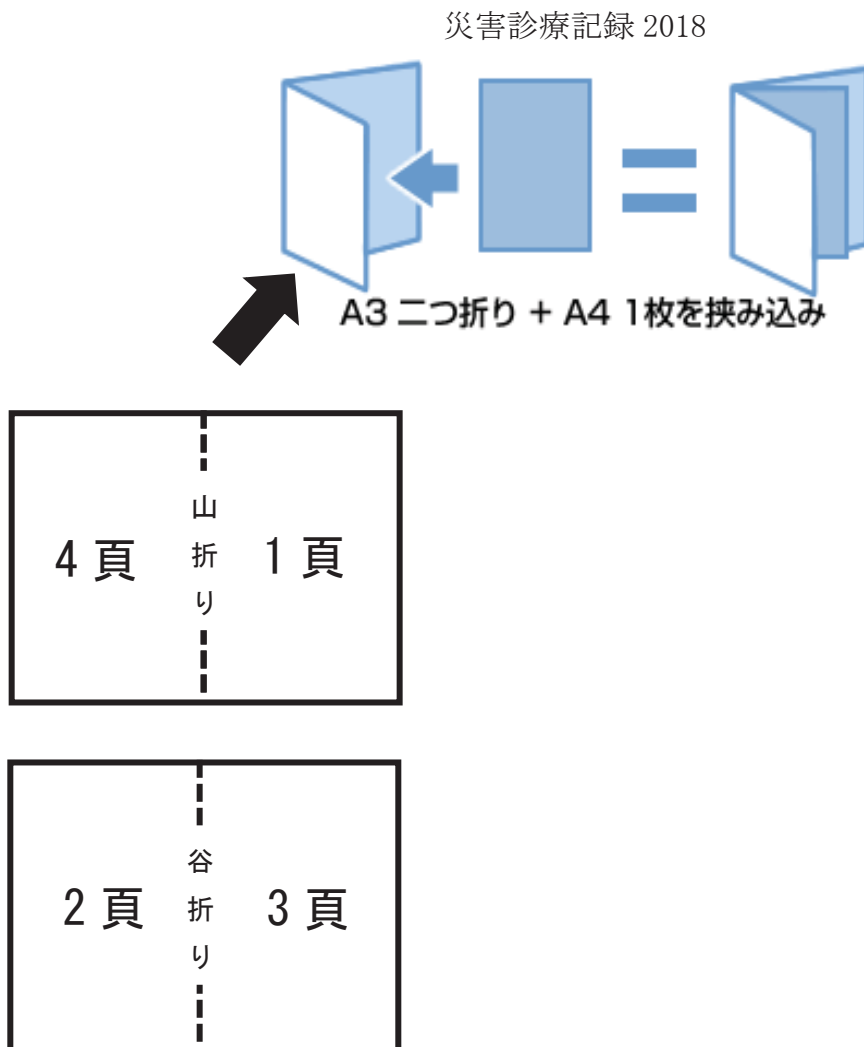 災害診療記録 2018
A3 二つ折り + A4 1枚を挟み込み
4 頁
山折り
1 頁
2 頁
谷折り
3 頁